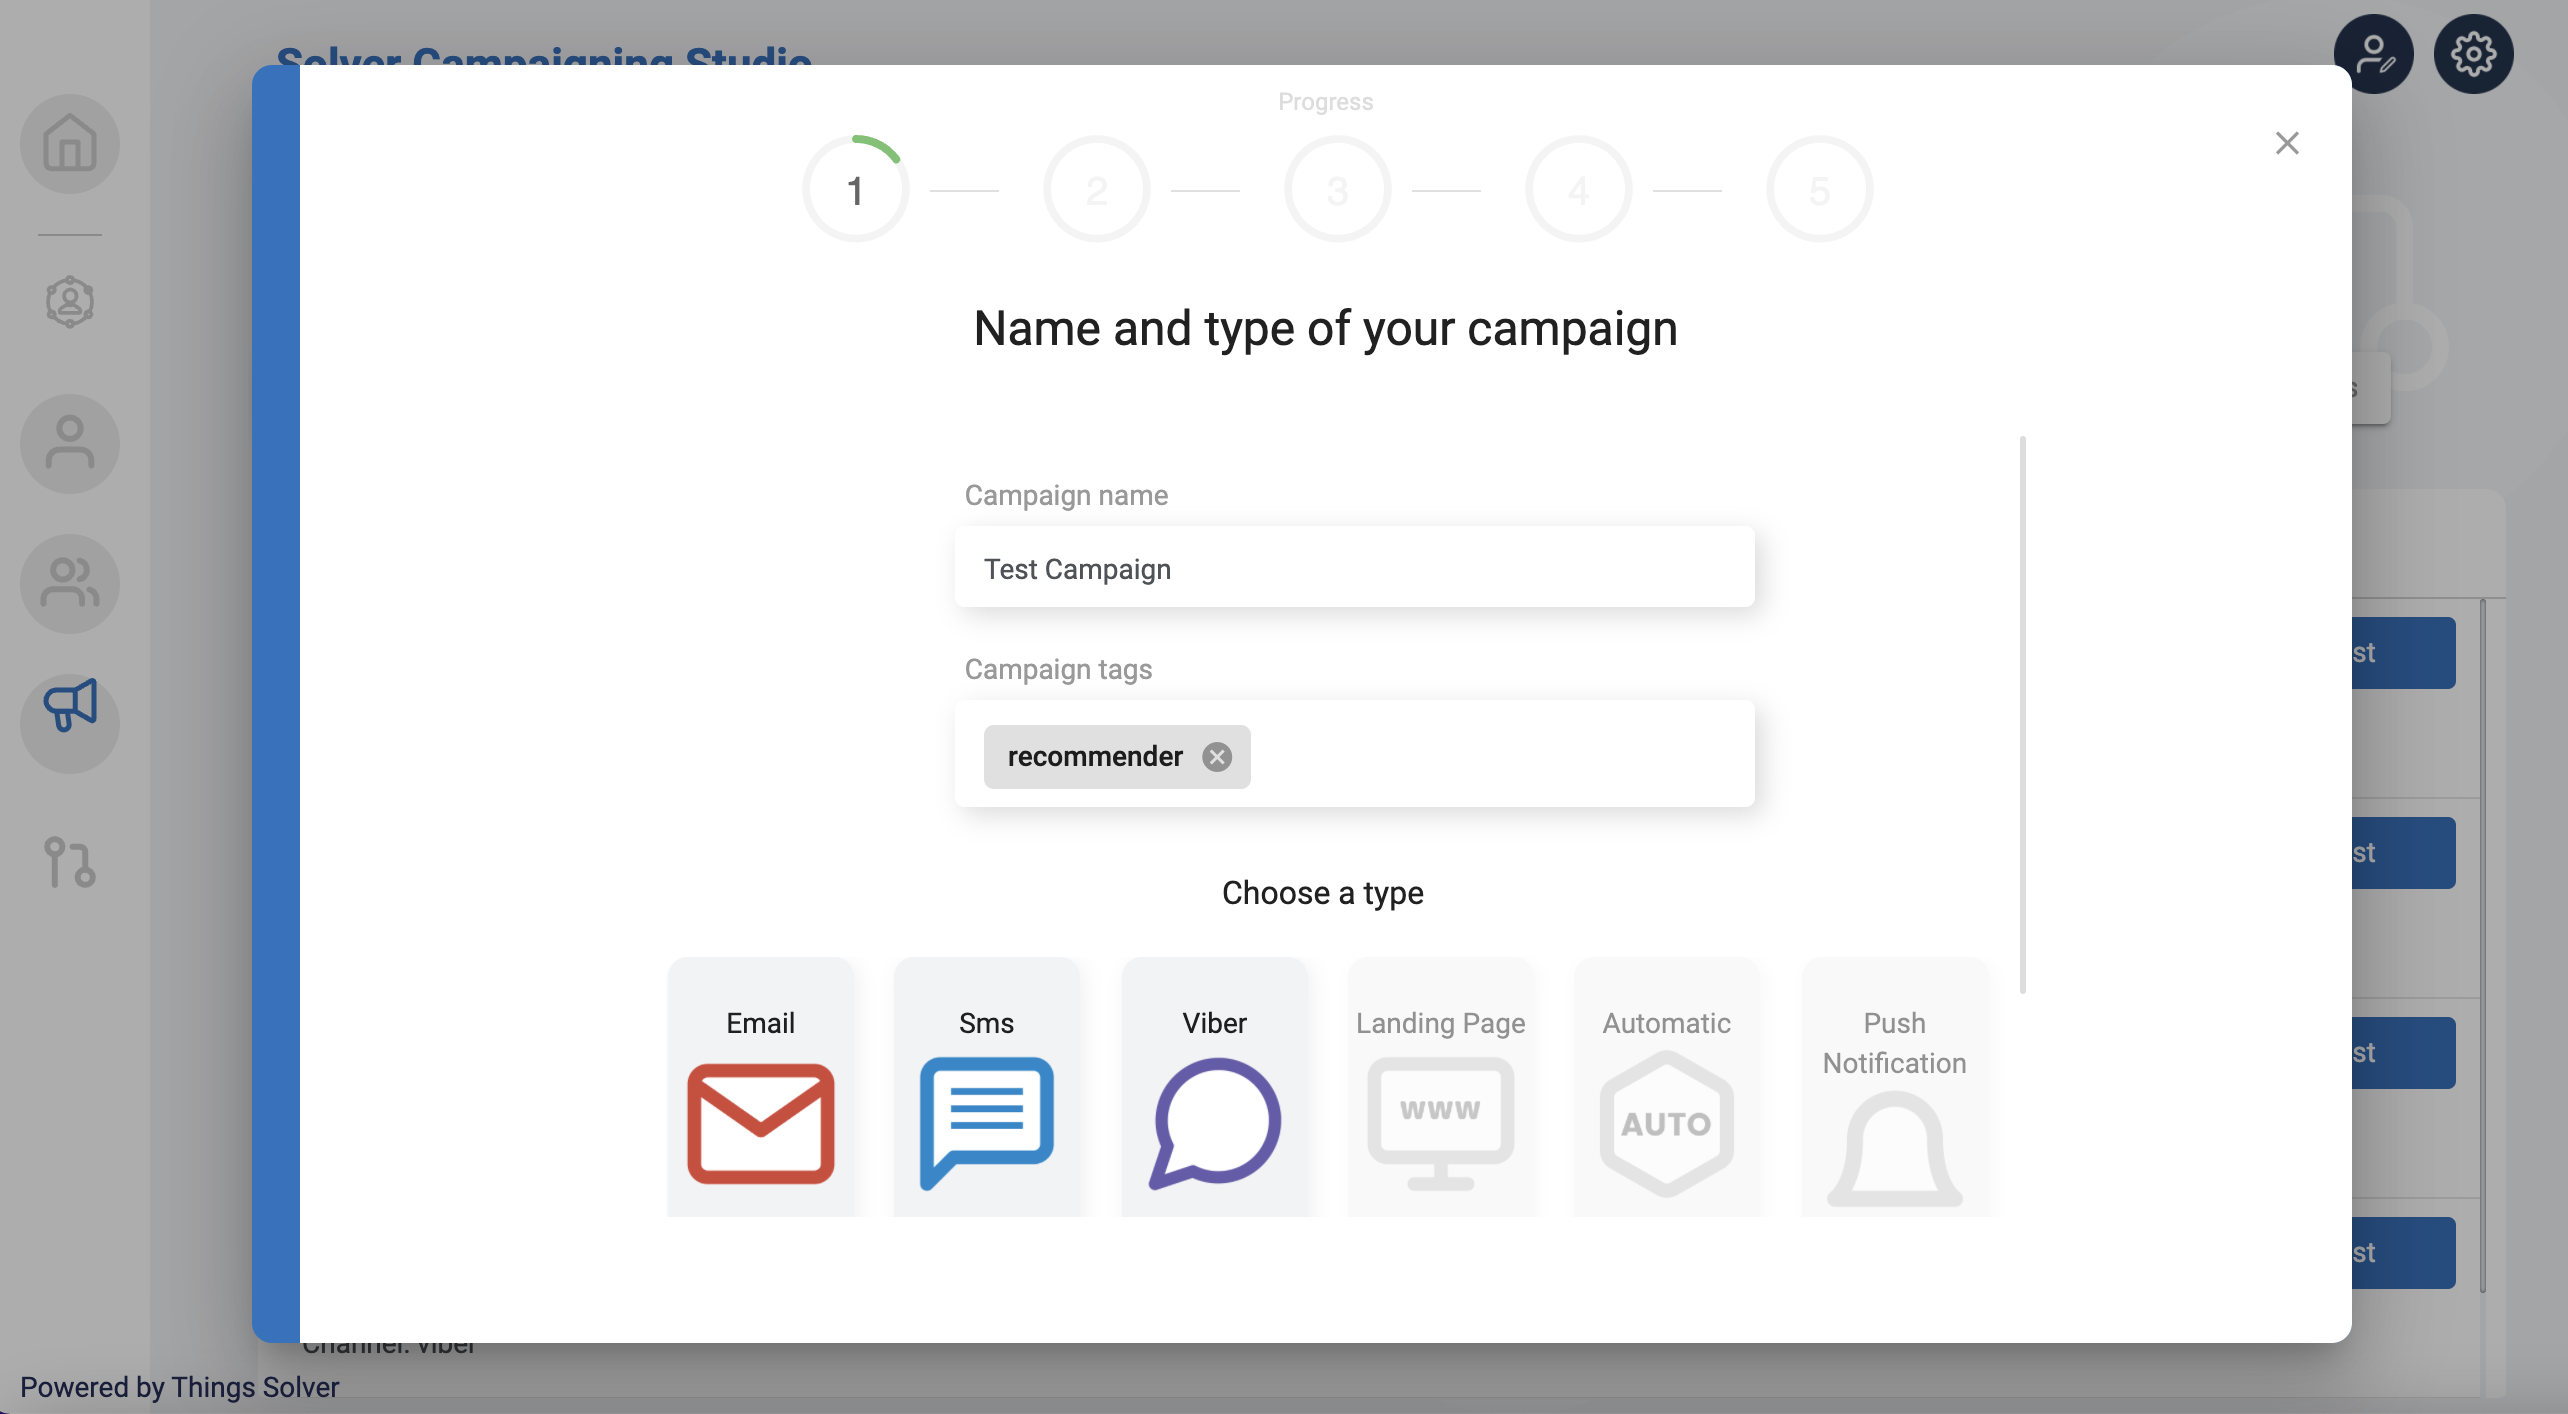 Solver Campaigning Studio
Progress
1 2 3 4 5
Name and type of your campaign
Campaign name
Test Campaign
Campaign tags
recommender
Choose a type
Email
Sms
Viber
Landing Page
WWW
Automatic
AUTO
Push
Notification
s
st
st
st
st
Channel: viber
Powered by Things Solver